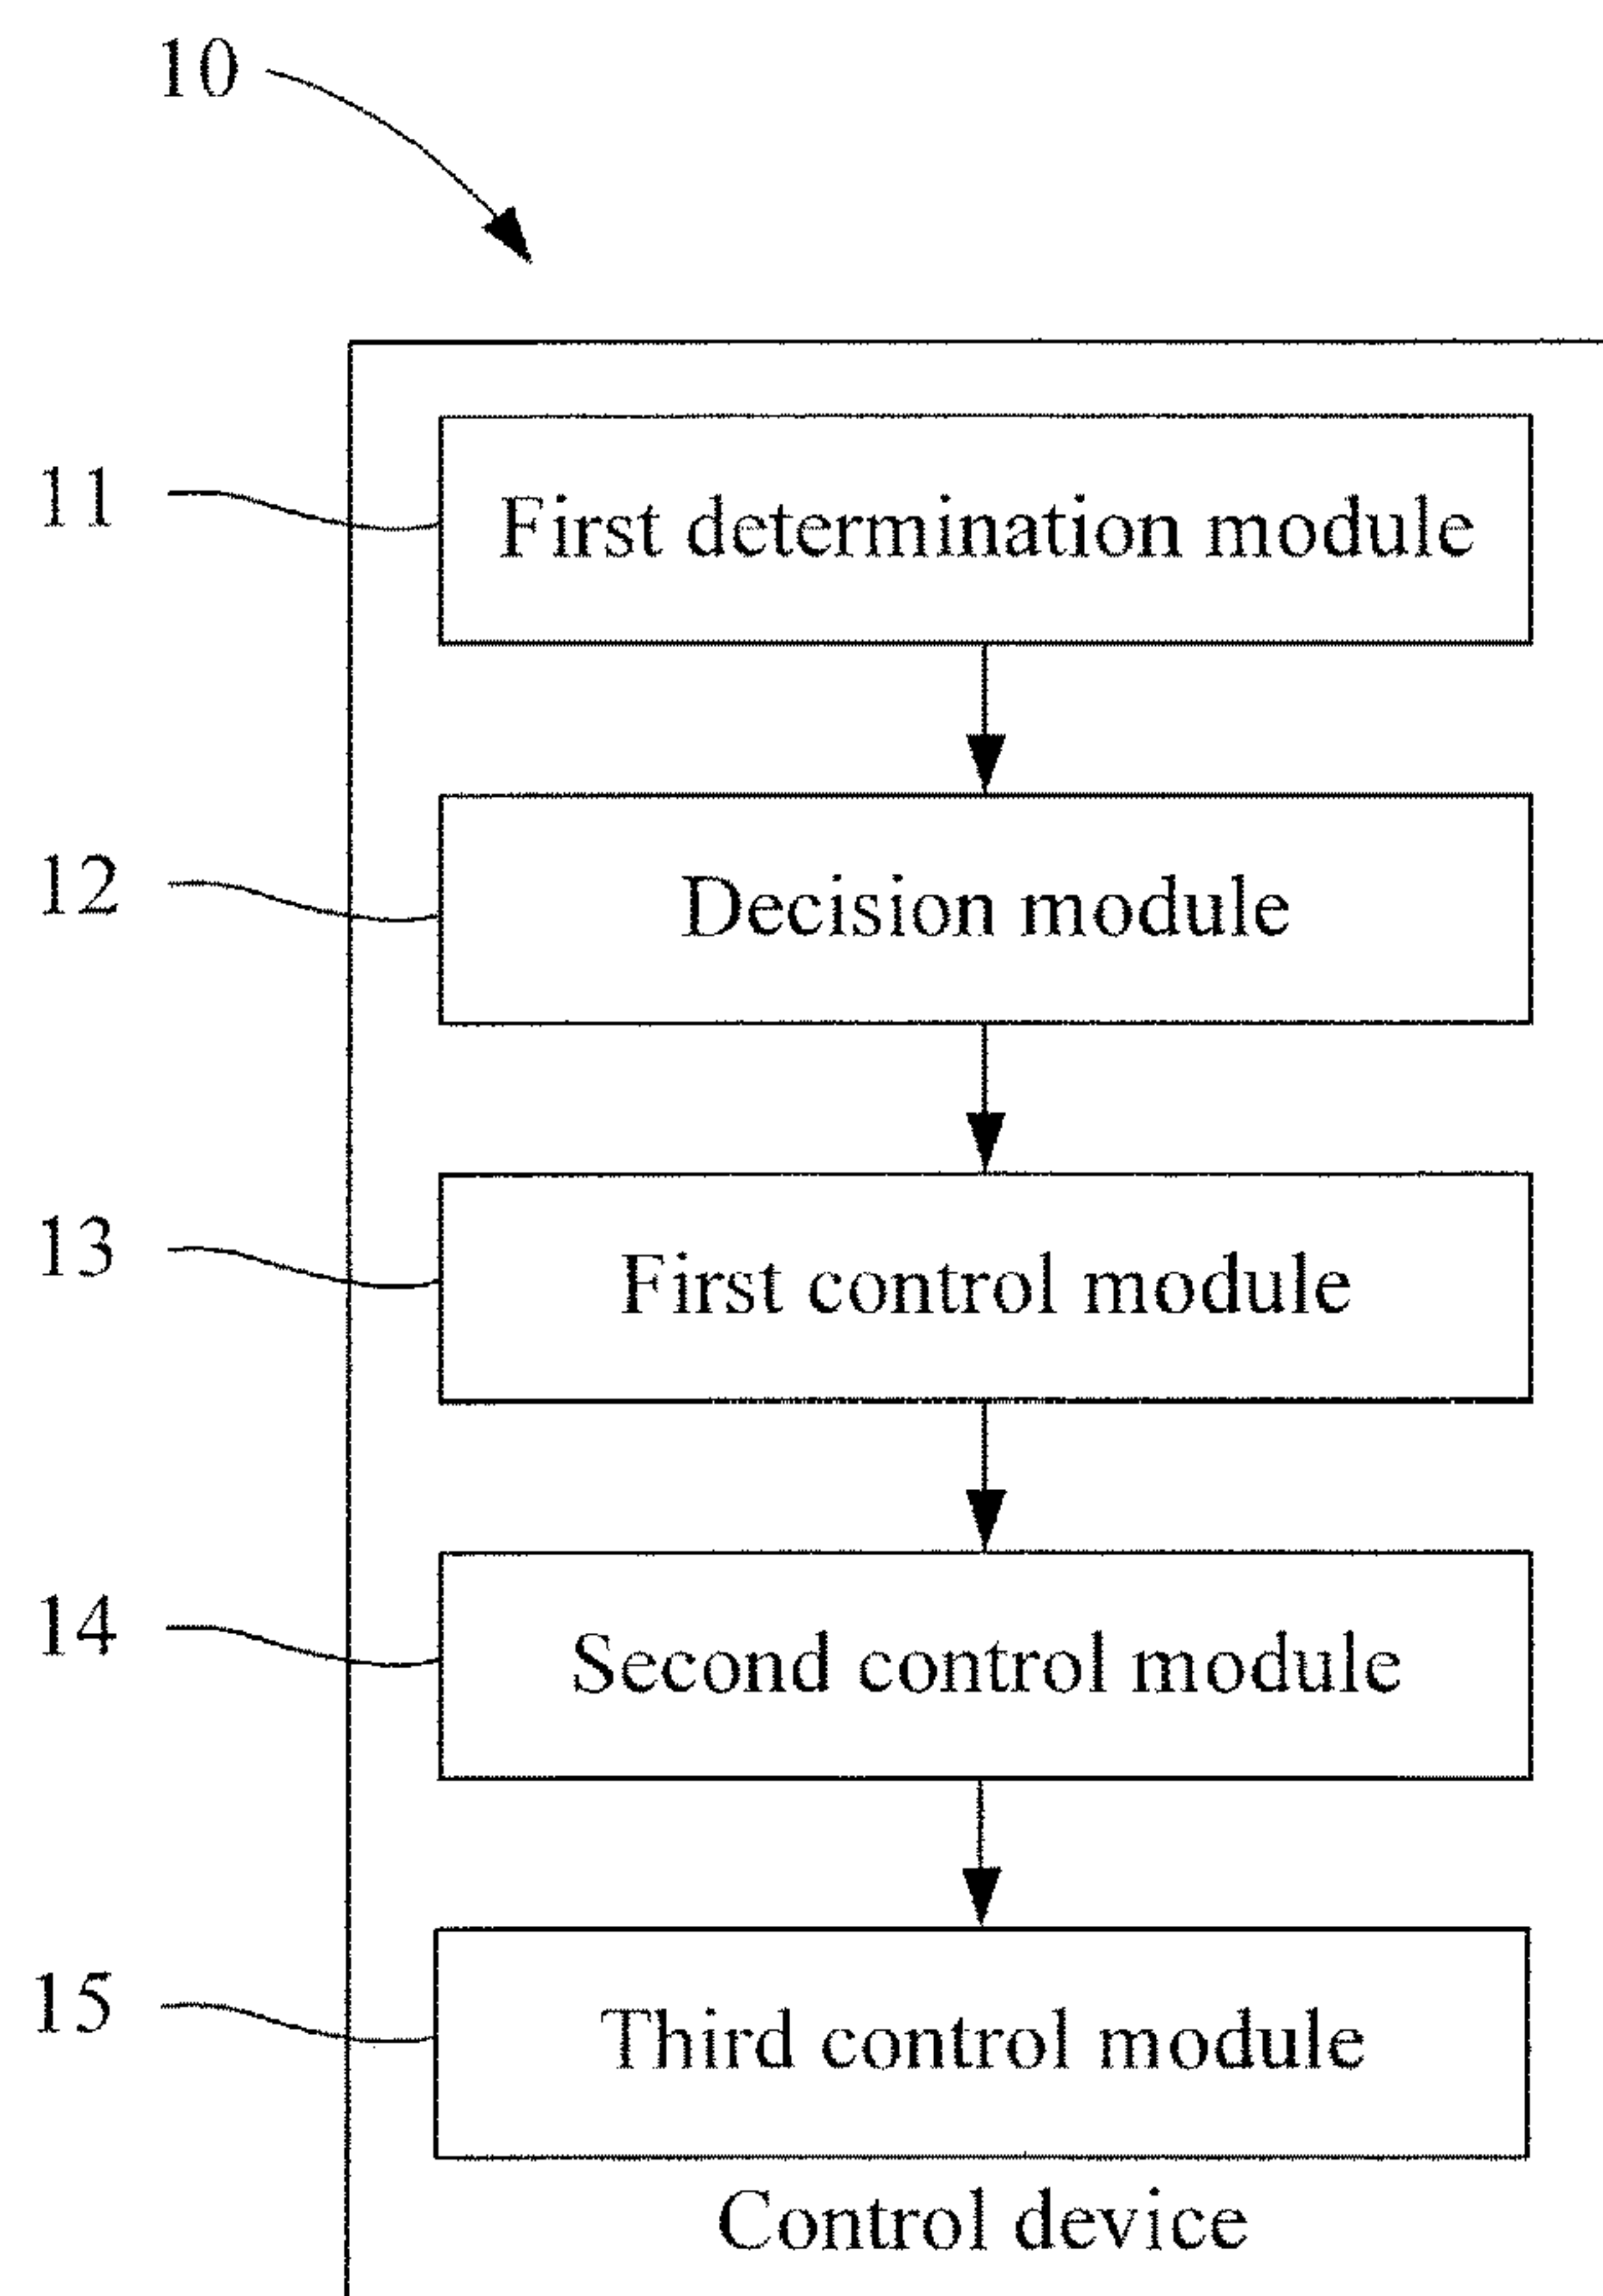 10
11
First determination module
12
Decision module
13
First control module
14
Second control module
15
Third control module
Control device